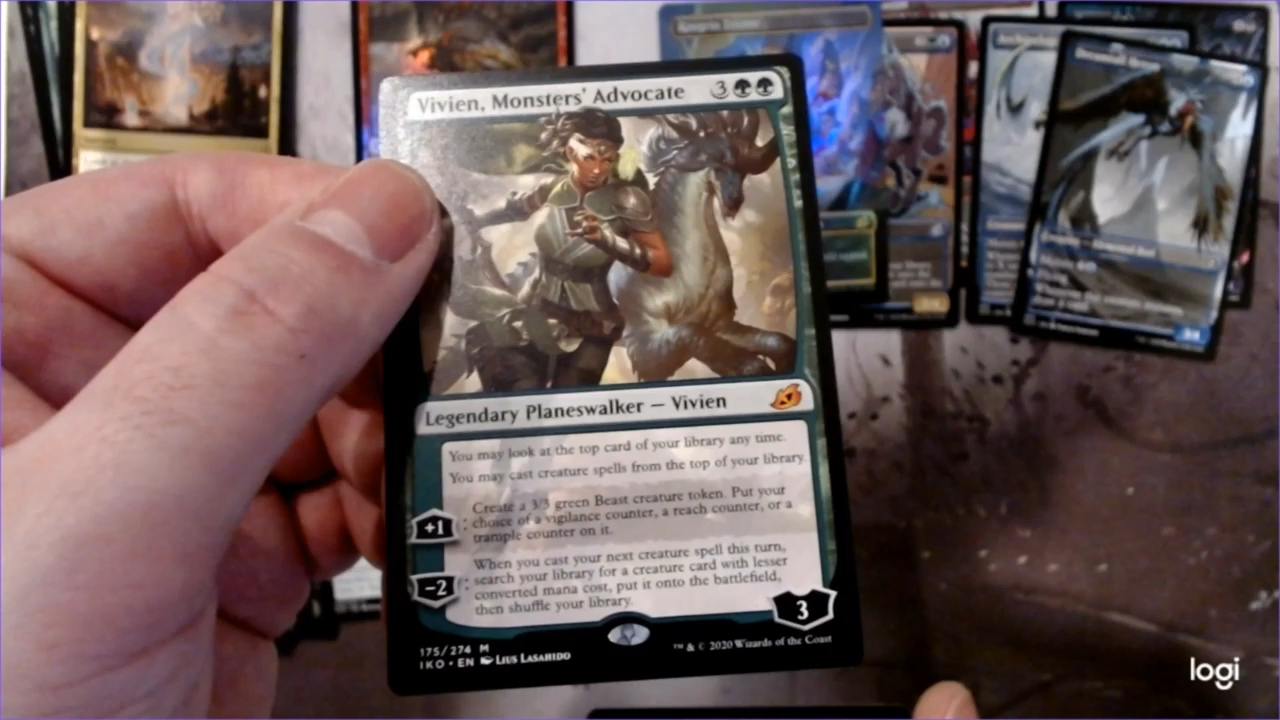 Vivien, Monsters' Advocate 3
Legendary Planeswalker — Vivien
You may look at the top card of your library any time.
You may cast creature spells from the top of your library.
+1 : Create a 3/3 green Beast creature token. Put your
choice of a vigilance counter, a reach counter, or a
trample counter on it.
−2 : When you cast your next creature spell this turn,
search your library for a creature card with lesser
converted mana cost, put it onto the battlefield,
then shuffle your library.
3
175/274 M
IKO • EN Lius Lasahido
™ & © 2020 Wizards of the Coast
logi